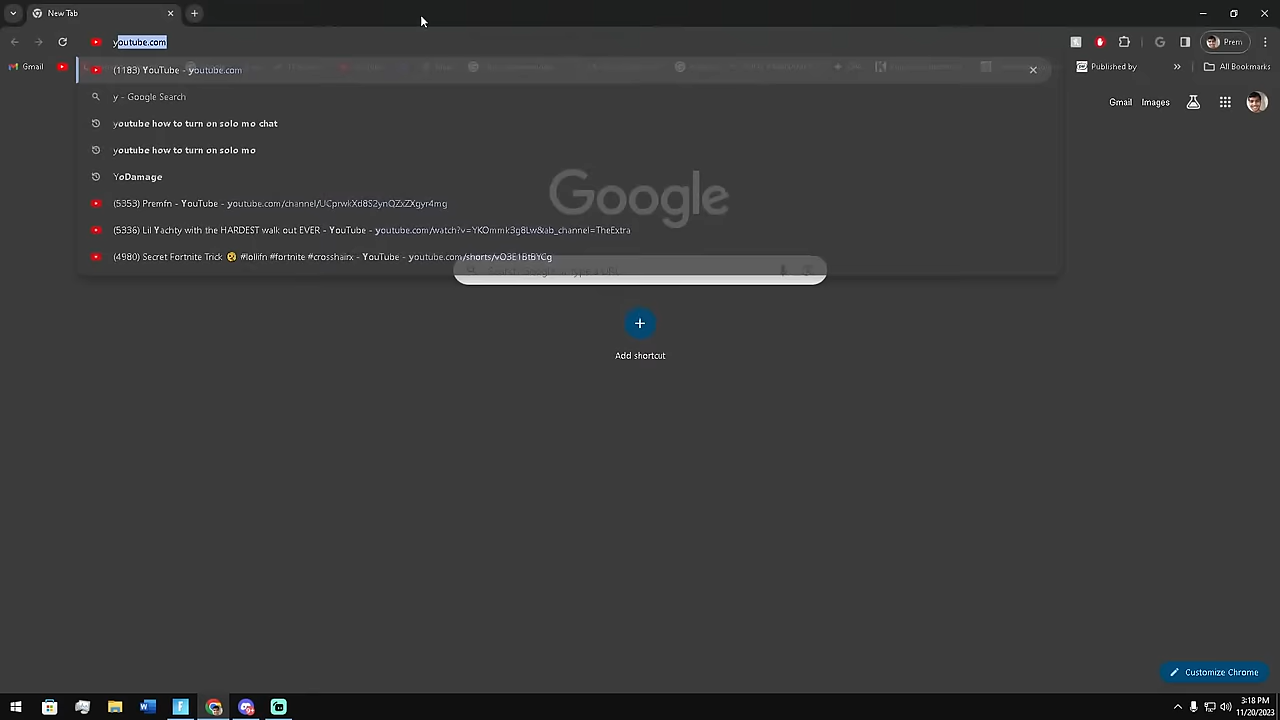 New Tab
youtube.com
Prem
Gmail
(1183) YouTube - youtube.com
Published by
All Bookmarks
y - Google Search
Gmail Images
youtube how to turn on solo mo chat
youtube how to turn on solo mo
YoDamage
Google
(5353) Premfn - YouTube - youtube.com/channel/UCprwkXd8S2ynQZxZXgyr4mg
(5336) Lil Yachty with the HARDEST walk out EVER - YouTube - youtube.com/watch?v=YKOmmk3g8Lw&ab_channel=TheExtra
(4980) Secret Fortnite Trick 😯 #lollifn #fortnite #crosshairx - YouTube - youtube.com/shorts/vO3E1BtBYCg
Add shortcut
Customize Chrome
3:18 PM
11/20/2023